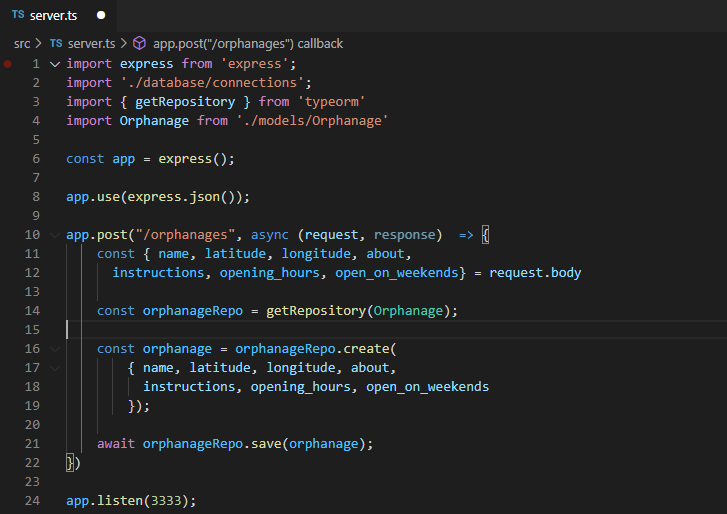 TS server.ts
src > TS server.ts > app.post("/orphanages") callback
1 import express from 'express';
2 import './database/connections';
3 import { getRepository } from 'typeorm'
4 import Orphanage from './models/Orphanage'
5
6 const app = express();
7
8 app.use(express.json());
9
10 app.post("/orphanages", async (request, response)  => {
11     const { name, latitude, longitude, about,
12       instructions, opening_hours, open_on_weekends} = request.body
13
14     const orphanageRepo = getRepository(Orphanage);
15
16     const orphanage = orphanageRepo.create(
17         { name, latitude, longitude, about,
18           instructions, opening_hours, open_on_weekends
19         });
20
21     await orphanageRepo.save(orphanage);
22 })
23
24 app.listen(3333);